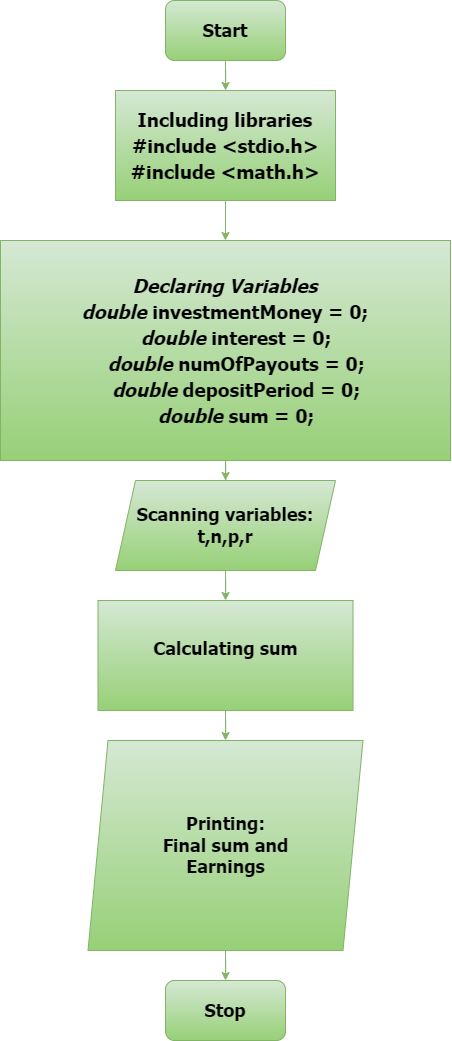 Start
Including libraries
#include <stdio.h>
#include <math.h>
Declaring Variables
double investmentMoney = 0;
double interest = 0;
double numOfPayouts = 0;
double depositPeriod = 0;
double sum = 0;
Scanning variables:
t,n,p,r
Calculating sum
Printing:
Final sum and
Earnings
Stop